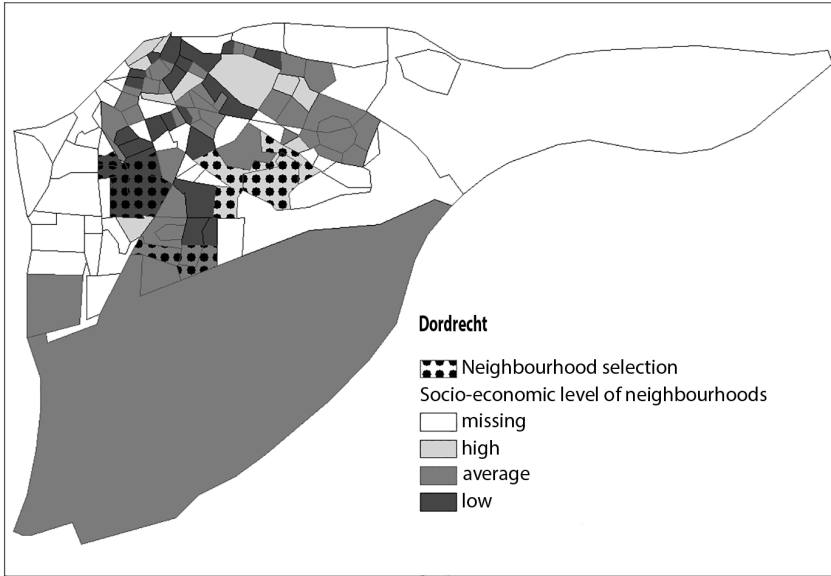 Dordrecht
Neighbourhood selection
Socio-economic level of neighbourhoods
missing
high
average
low